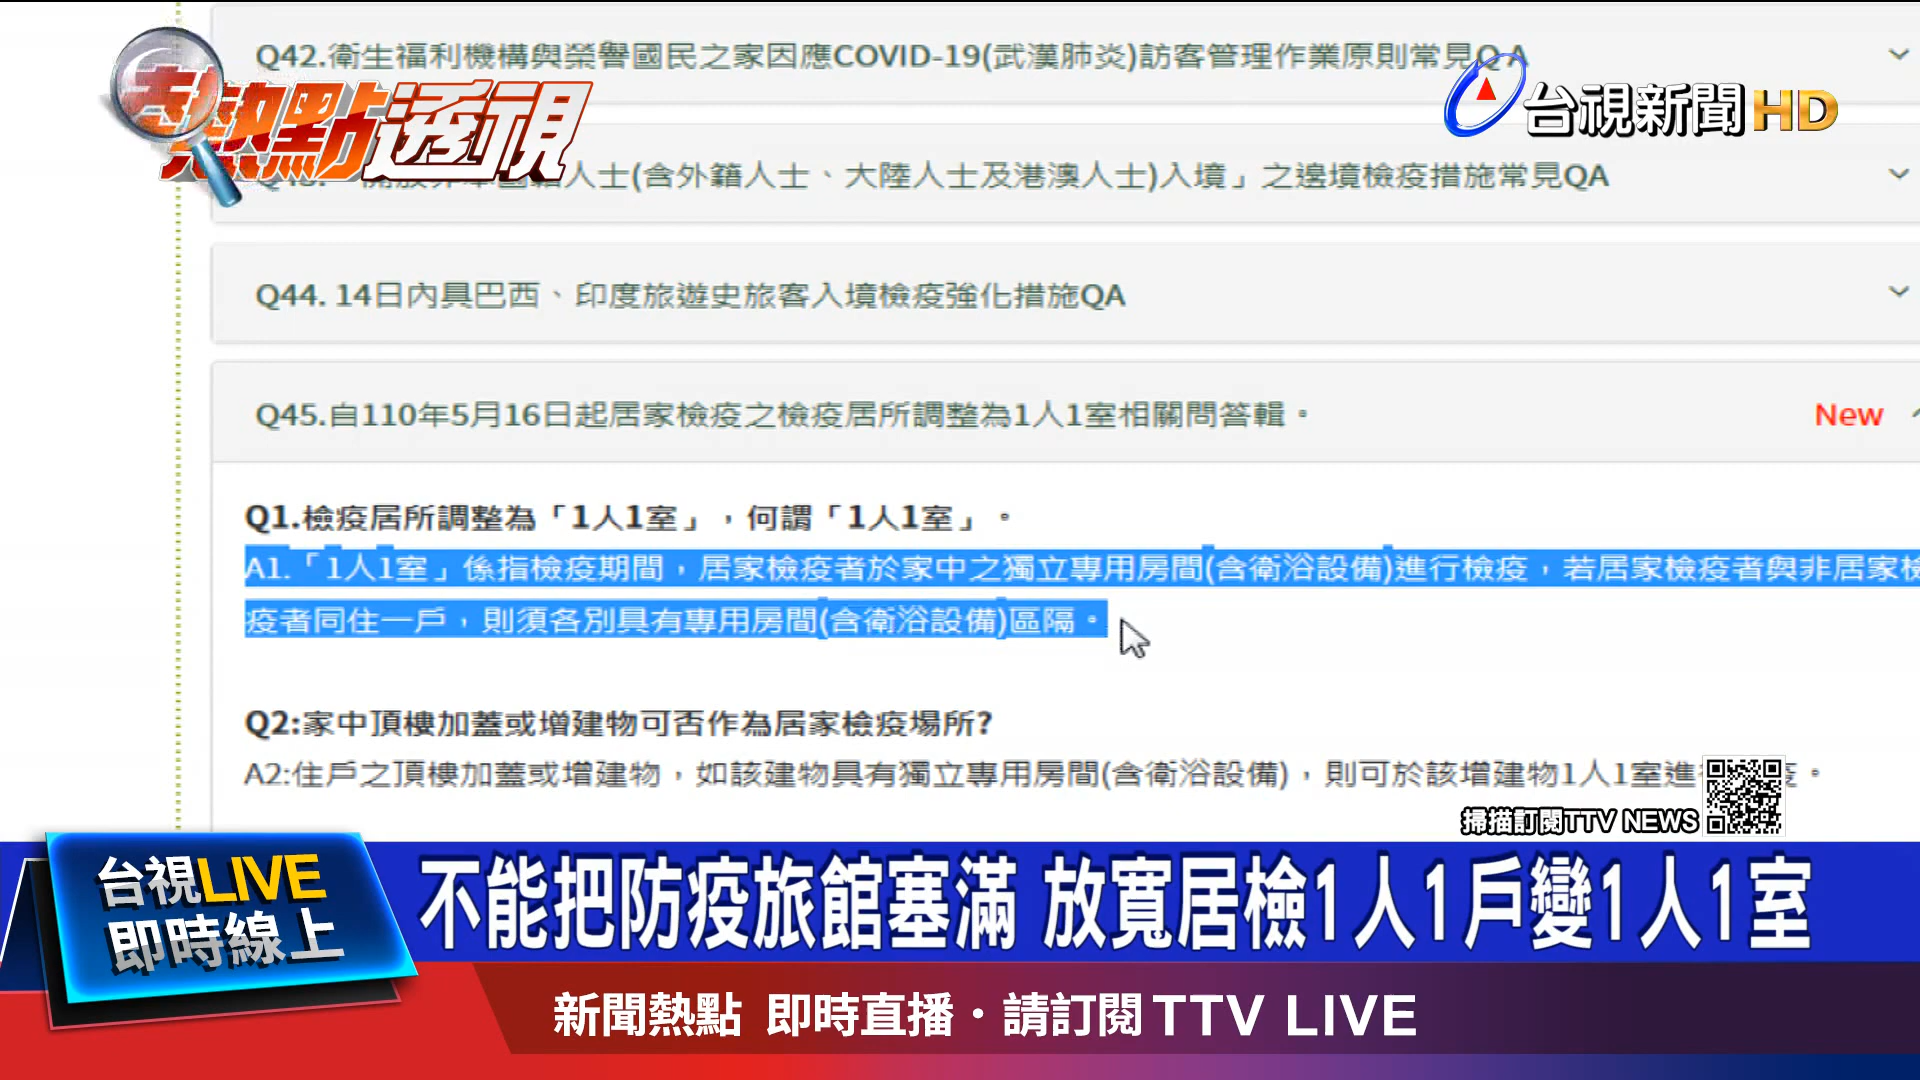 Q42.衛生福利機構與榮譽國民之家因應COVID-19(武漢肺炎)訪客管理作業原則常見QA
熱點透視
台視新聞HD
人士(含外籍人士、大陸人士及港澳人士)入境」之邊境檢疫措施常見QA
Q44. 14日內具巴西、印度旅遊史旅客入境檢疫強化措施QA
Q45.自110年5月16日起居家檢疫之檢疫居所調整為1人1室相關問答輯。
New
Q1.檢疫居所調整為「1人1室」，何謂「1人1室」。
A1.「1人1室」係指檢疫期間，居家檢疫者於家中之獨立專用房間(含衛浴設備)進行檢疫，若居家檢疫者與非居家檢
疫者同住一戶，則須各別具有專用房間(含衛浴設備)區隔。
Q2:家中頂樓加蓋或增建物可否作為居家檢疫場所?
A2:住戶之頂樓加蓋或增建物，如該建物具有獨立專用房間(含衛浴設備)，則可於該增建物1人1室進 疫。
掃描訂閱TTV NEWS
台視LIVE
即時線上
不能把防疫旅館塞滿 放寬居檢1人1戶變1人1室
新聞熱點 即時直播・請訂閱TTV LIVE